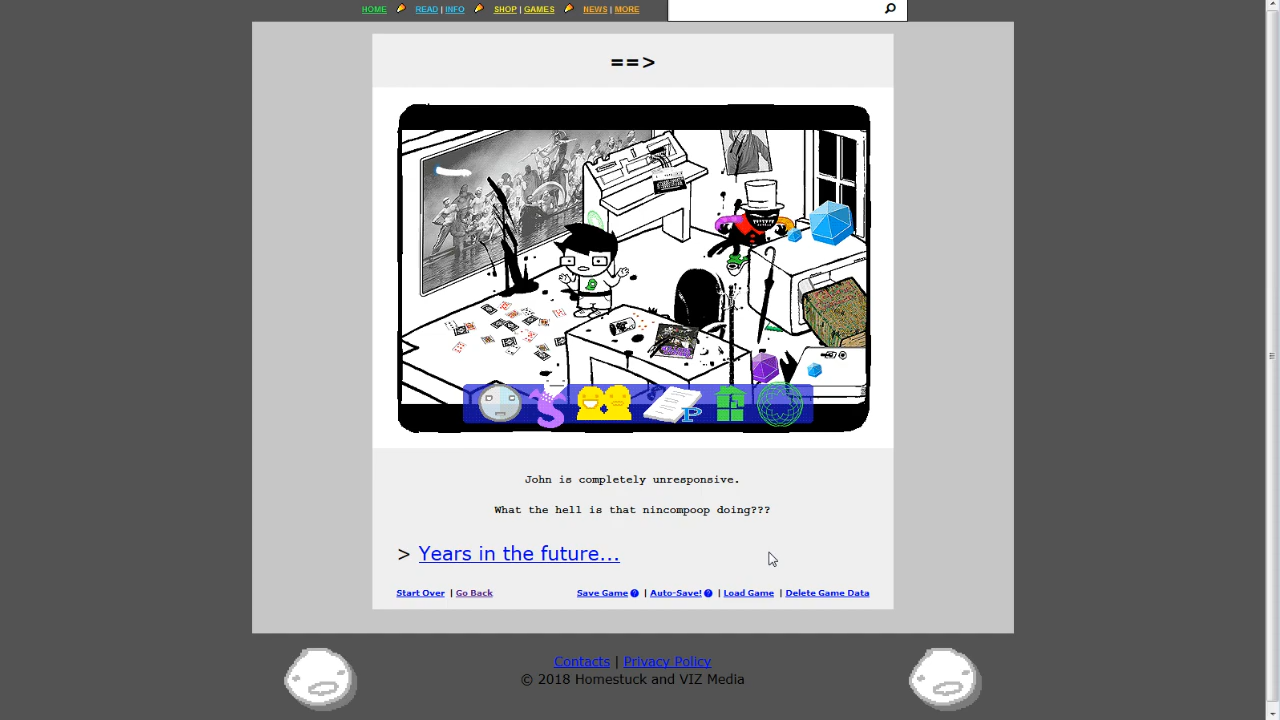 HOME READ | INFO SHOP | GAMES NEWS | MORE
==>
John is completely unresponsive.
What the hell is that nincompoop doing???
> Years in the future...
Start Over | Go Back Save Game ? | Auto-Save! ? | Load Game | Delete Game Data
Contacts | Privacy Policy
© 2018 Homestuck and VIZ Media